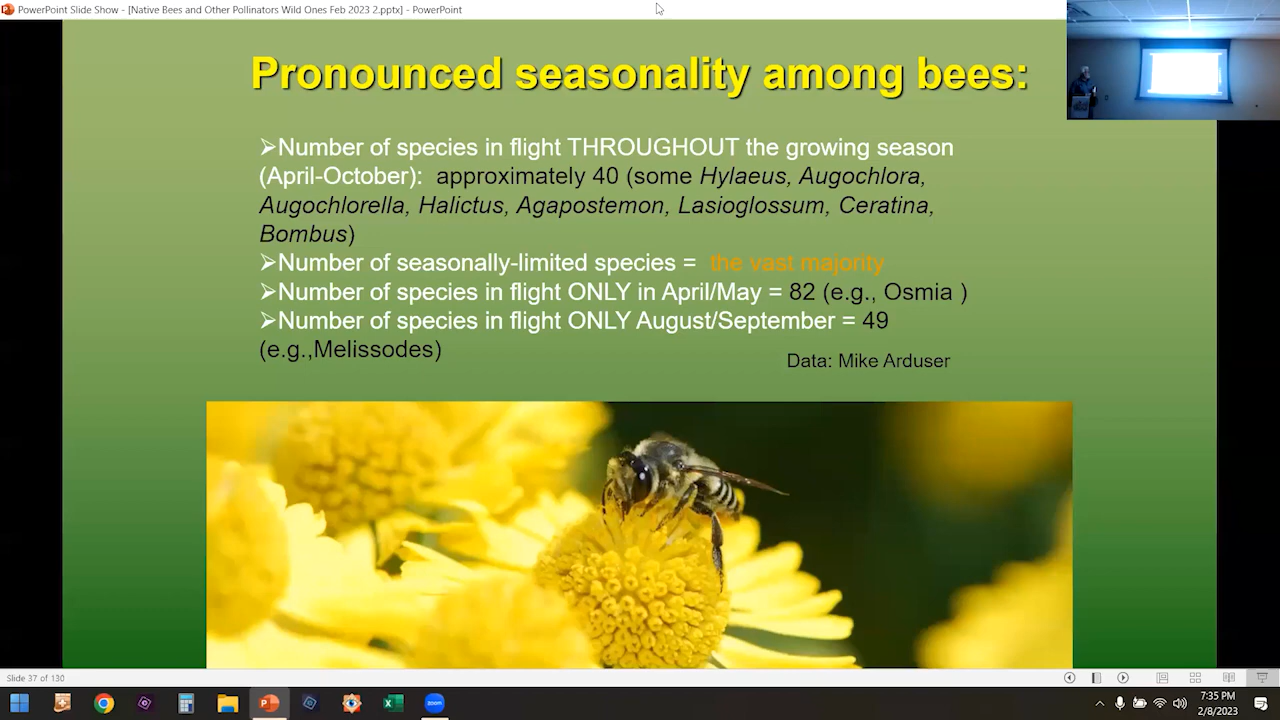 PowerPoint Slide Show - [Native Bees and Other Pollinators Wild Ones Feb 2023 2.pptx] - PowerPoint
Pronounced seasonality among bees:
➢Number of species in flight THROUGHOUT the growing season
(April-October): approximately 40 (some Hylaeus, Augochlora,
Augochlorella, Halictus, Agapostemon, Lasioglossum, Ceratina,
Bombus)
➢Number of seasonally-limited species = the vast majority
➢Number of species in flight ONLY in April/May = 82 (e.g., Osmia )
➢Number of species in flight ONLY August/September = 49
(e.g.,Melissodes)
Data: Mike Arduser
Slide 37 of 130
zoom
7:35 PM
2/8/2023